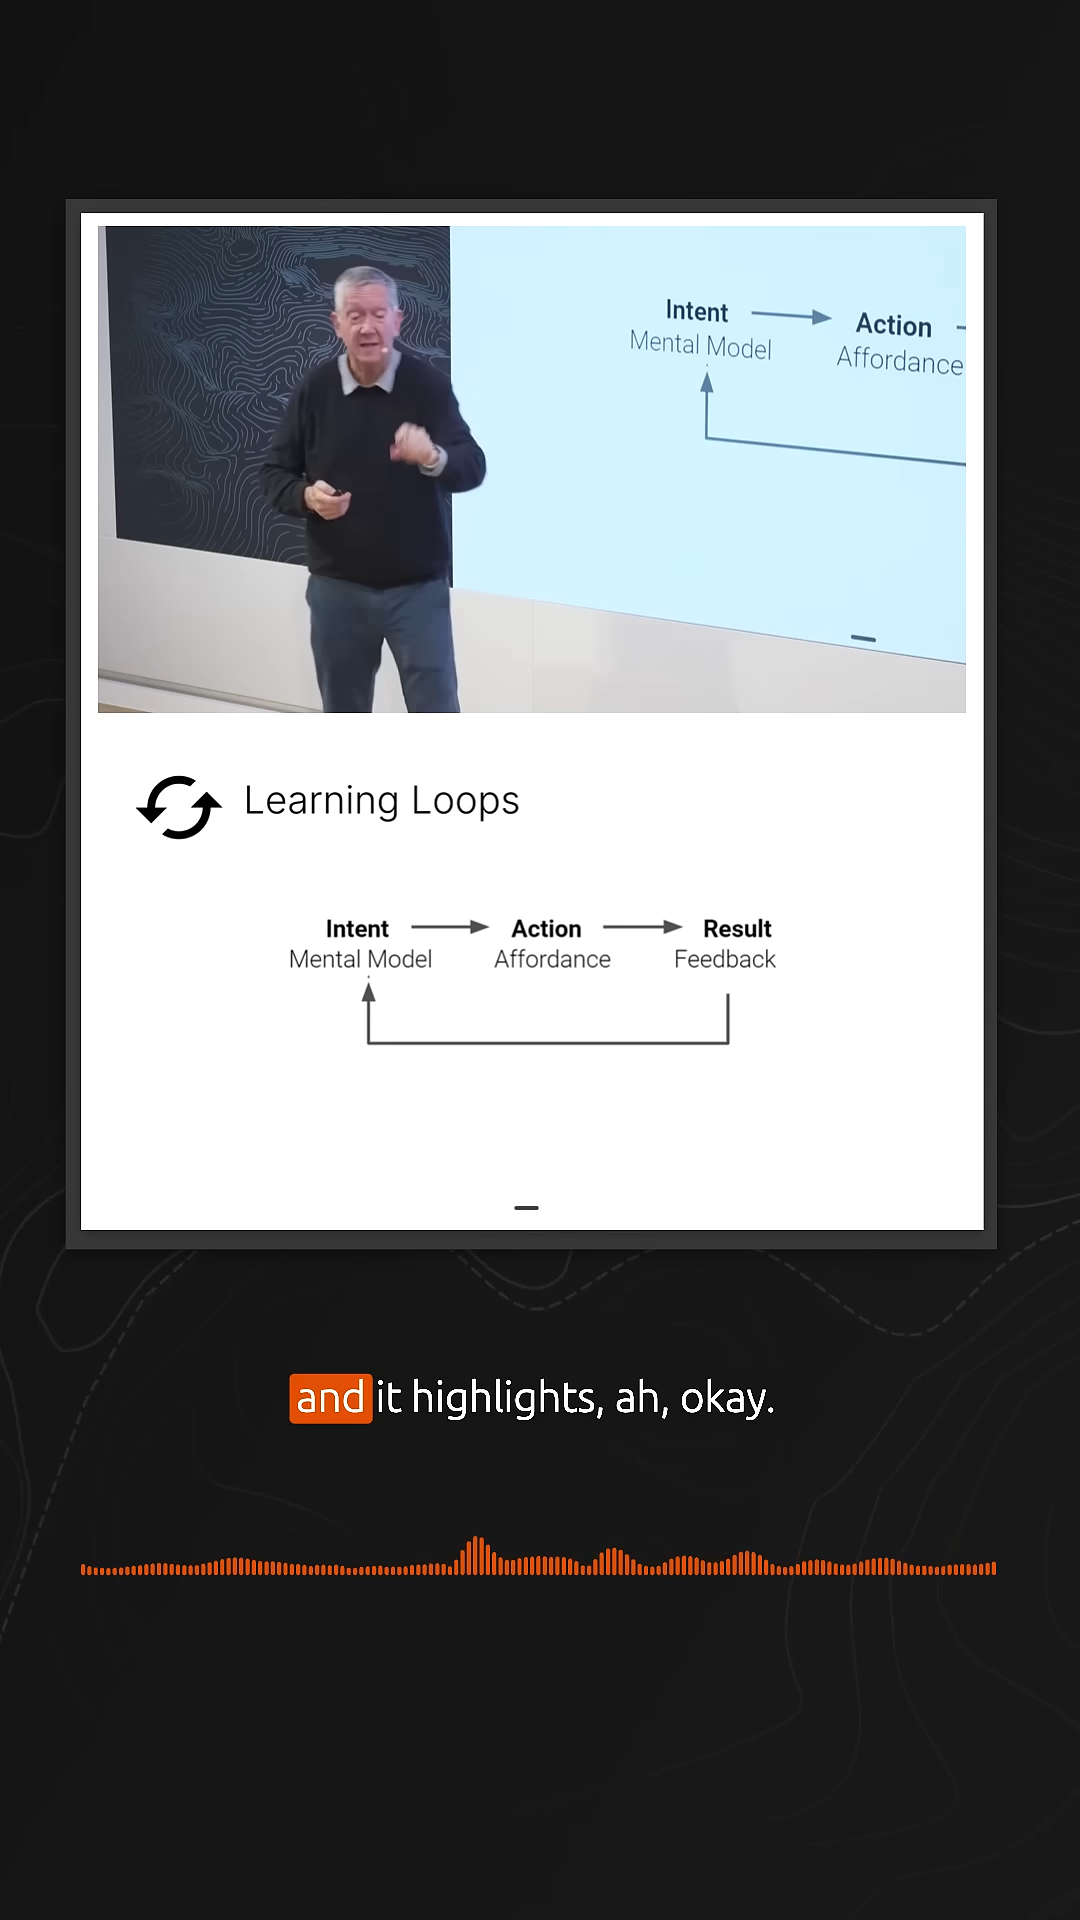 Intent
Action
Mental Model
Affordance
Learning Loops
Intent
Action
Result
Mental Model
Affordance
Feedback
and it highlights, ah, okay.